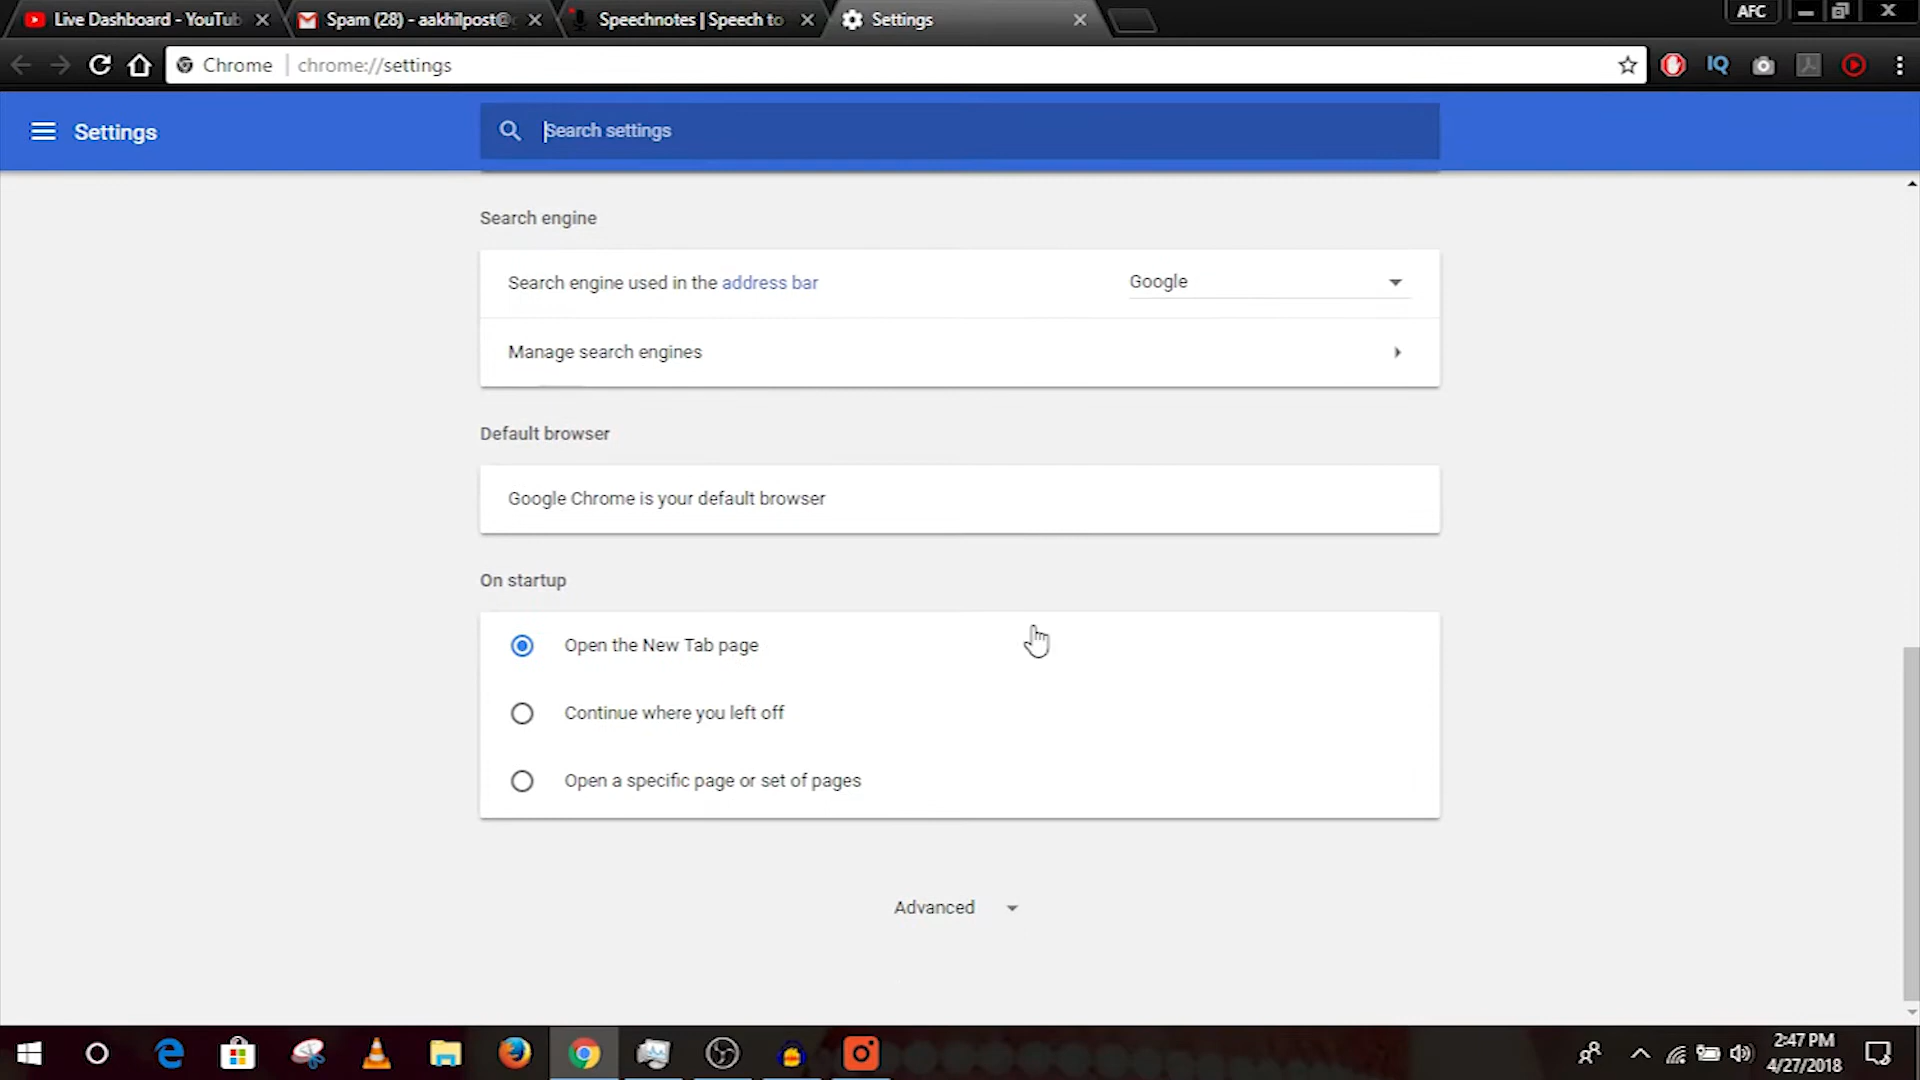 Live Dashboard - YouTub
Spam (28) - aakhilpost@
Speechnotes | Speech to
Settings
AFC
Chrome
chrome://settings
IQ
Settings
Search settings
Search engine
Search engine used in the address bar
Google
Manage search engines
Default browser
Google Chrome is your default browser
On startup
Open the New Tab page
Continue where you left off
Open a specific page or set of pages
Advanced
2:47 PM
4/27/2018